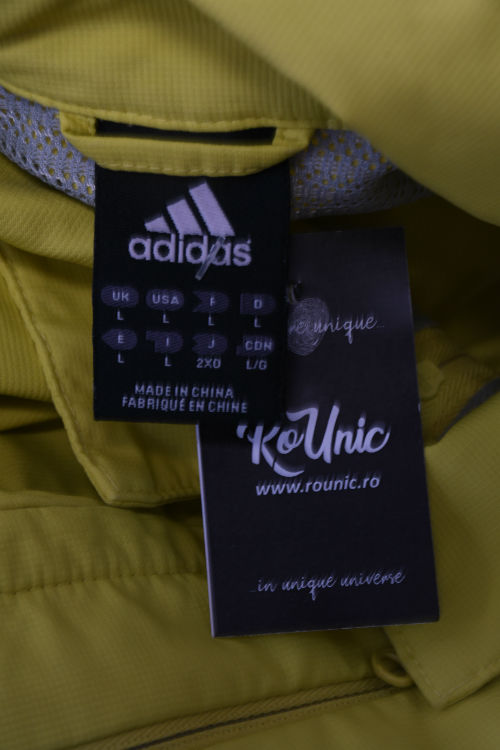 adidas
UK USA F D
L L L L
E I J CDN
L L 2XO L/G
MADE IN CHINA
FABRIQUÉ EN CHINE
unique...
RoUnic
www.rounic.ro
...in unique universe